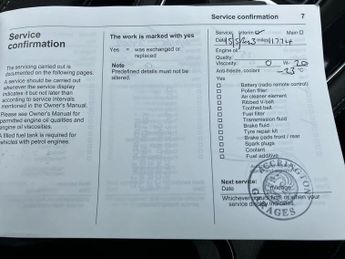 Service confirmation 7
Service
confirmation
The servicing carried out is
documented on the following pages.
A service should be carried out
wherever the service display
indicates it but not later than
according to service intervals
mentioned in the Owner's Manual.
Please see Owner's Manual for
permitted engine oil qualities and
engine oil viscosities.
A filled fuel tank is required for
vehicles with petrol engines.
The work is marked with yes
Yes = was exchanged or
replaced
Note
Predefined details must not be
altered.
Service: Interim Main
Date
Engine oil
Quality:
Viscosity: 0 W- 20
Anti-freeze, coolant -23 °C
Yes
Battery (radio remote control)
Pollen filter
Air cleaner element
Ribbed V-belt
Toothed belt
Fuel filter
Transmission fluid
Brake fluid
Tyre repair kit
Brake pads front / rear
Spark plugs
Coolant
Fuel additive
ACCRINGTON
GARAGES
Next service:
Date mileage:
Whichever comes first or when your
service display indicates.